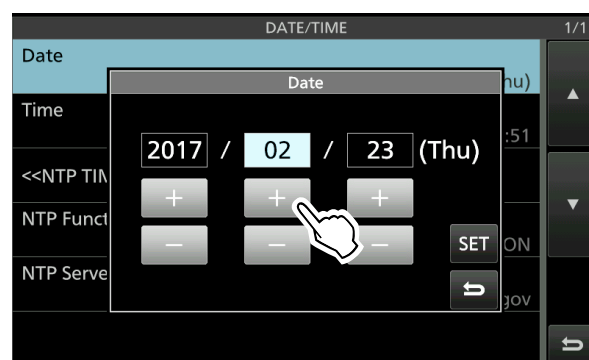 DATE/TIME 1/1
Date
Date
hu)
Time
:51
2017 / 02 / 23 (Thu)
<<NTP TIM
+ + +
NTP Funct
ON
− − −
SET
NTP Serve
gov